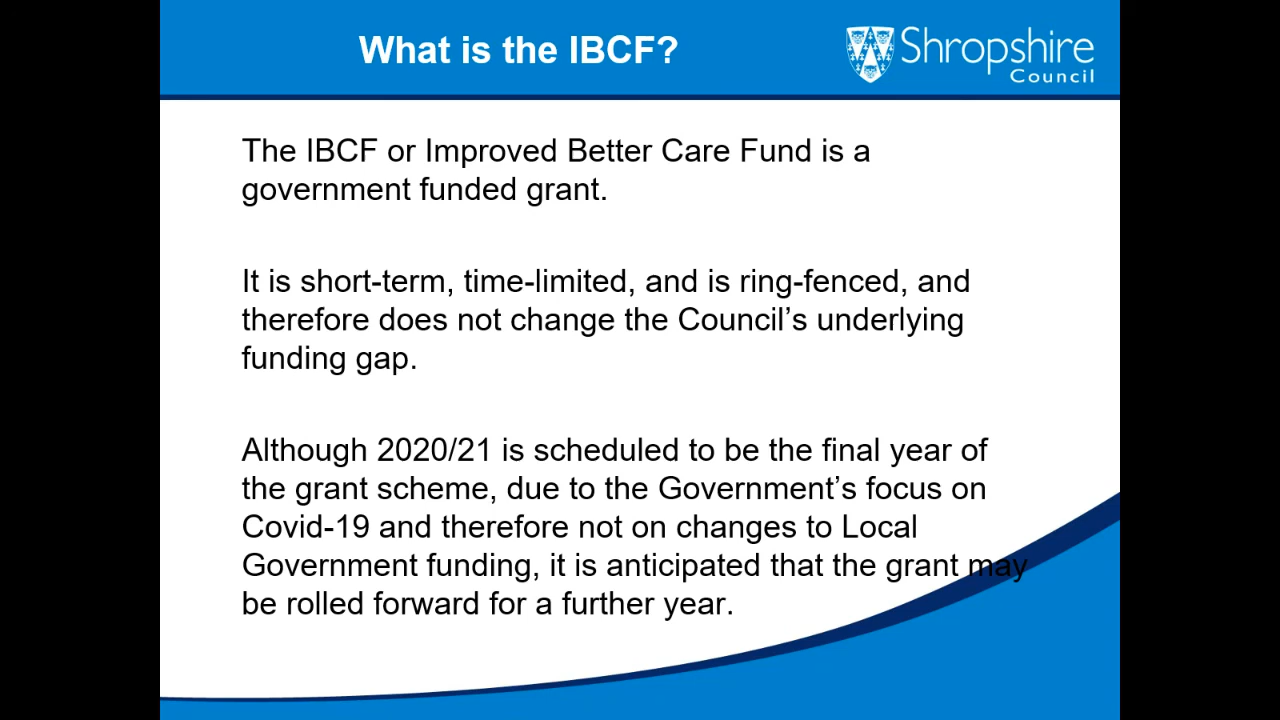 What is the IBCF?
Shropshire
Council
The IBCF or Improved Better Care Fund is a
government funded grant.
It is short-term, time-limited, and is ring-fenced, and
therefore does not change the Council’s underlying
funding gap.
Although 2020/21 is scheduled to be the final year of
the grant scheme, due to the Government’s focus on
Covid-19 and therefore not on changes to Local
Government funding, it is anticipated that the grant may
be rolled forward for a further year.